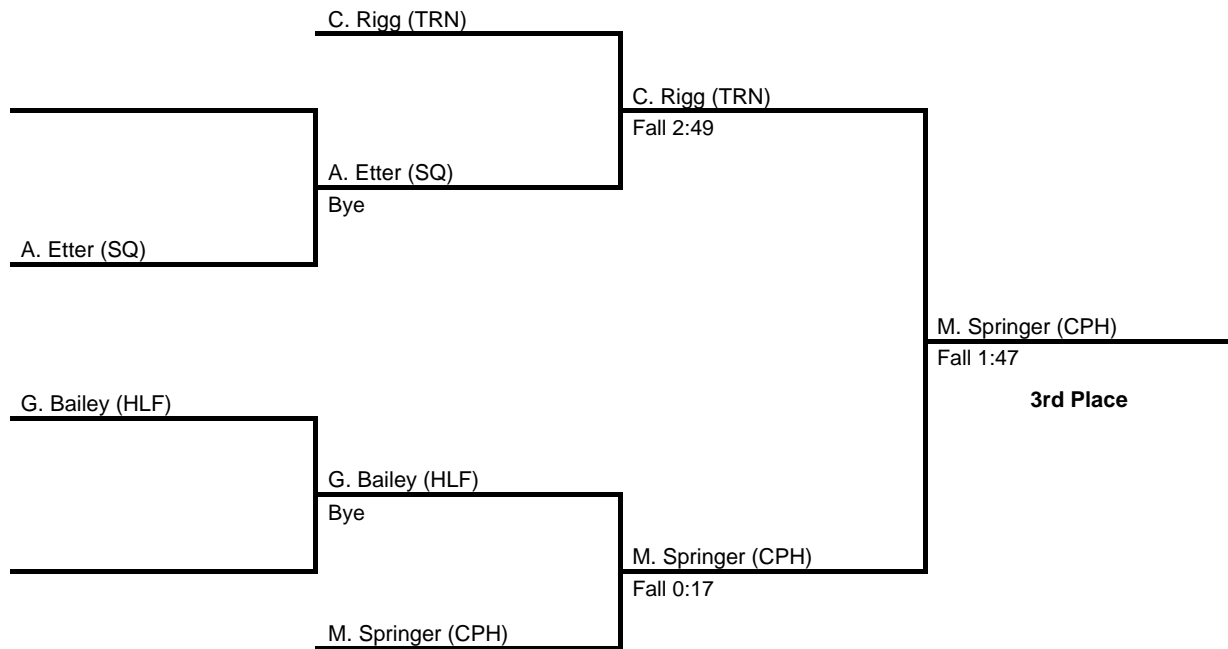 C. Rigg (TRN)
C. Rigg (TRN)
Fall 2:49
A. Etter (SQ)
Bye
A. Etter (SQ)
M. Springer (CPH)
Fall 1:47
3rd Place
G. Bailey (HLF)
G. Bailey (HLF)
Bye
M. Springer (CPH)
Fall 0:17
M. Springer (CPH)